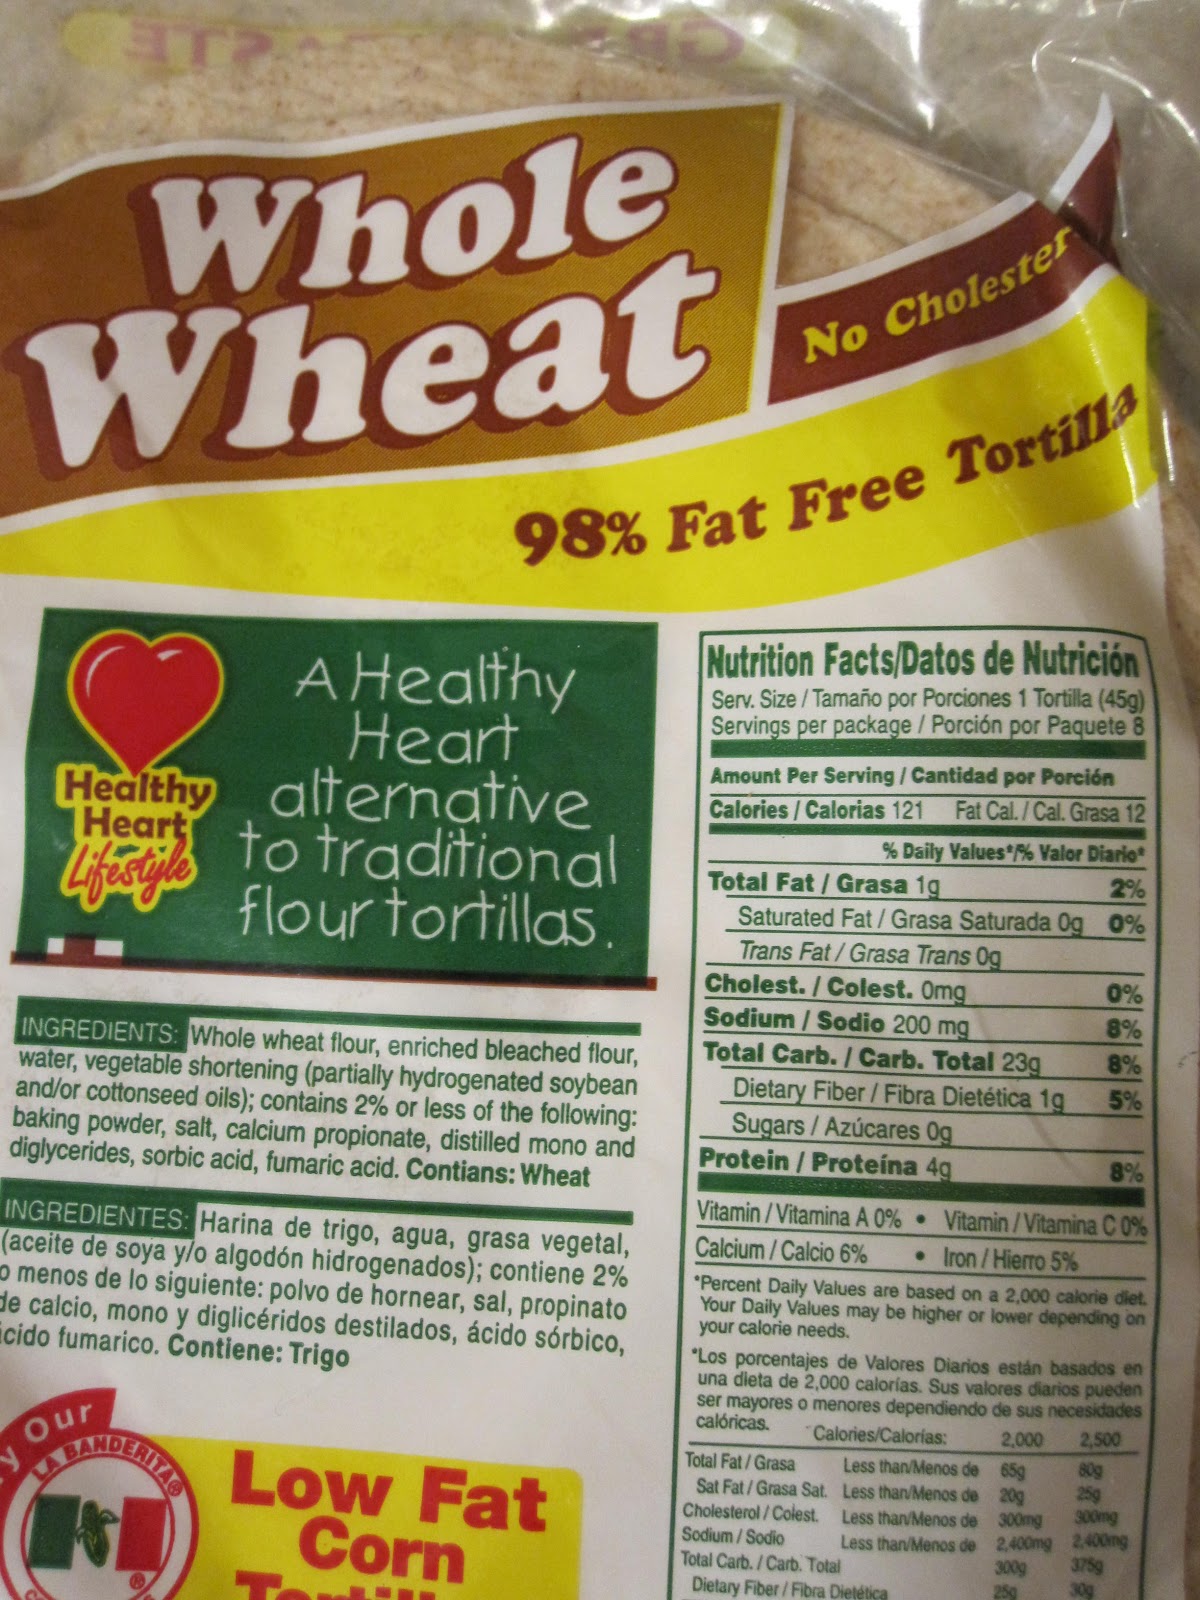 Whole
Wheat
No Cholester
98% Fat Free Tortilla
A Healthy
Heart
alternative
to traditional
flour tortillas.
Healthy
Heart
Lifestyle
INGREDIENTS: Whole wheat flour, enriched bleached flour,
water, vegetable shortening (partially hydrogenated soybean
and/or cottonseed oils); contains 2% or less of the following:
baking powder, salt, calcium propionate, distilled mono and
diglycerides, sorbic acid, fumaric acid. Contians: Wheat
INGREDIENTES: Harina de trigo, agua, grasa vegetal,
(aceite de soya y/o algodón hidrogenados); contiene 2%
o menos de lo siguiente: polvo de hornear, sal, propinato
de calcio, mono y diglicéridos destilados, ácido sórbico,
ácido fumarico. Contiene: Trigo
y Our
LA BANDERITA®
Low Fat
Corn
Nutrition Facts/Datos de Nutrición
Serv. Size / Tamaño por Porciones 1 Tortilla (45g)
Servings per package / Porción por Paquete 8
Amount Per Serving / Cantidad por Porción
Calories / Calorias 121 Fat Cal. / Cal. Grasa 12
% Daily Values*/% Valor Diario*
Total Fat / Grasa 1g 2%
Saturated Fat / Grasa Saturada 0g 0%
Trans Fat / Grasa Trans 0g
Cholest. / Colest. 0mg 0%
Sodium / Sodio 200 mg 8%
Total Carb. / Carb. Total 23g 8%
Dietary Fiber / Fibra Dietética 1g 5%
Sugars / Azúcares 0g
Protein / Proteína 4g 8%
Vitamin / Vitamina A 0% • Vitamin / Vitamina C 0%
Calcium / Calcio 6% • Iron / Hierro 5%
*Percent Daily Values are based on a 2,000 calorie diet.
Your Daily Values may be higher or lower depending on
your calorie needs.
*Los porcentajes de Valores Diarios están basados en
una dieta de 2,000 calorías. Sus valores diarios pueden
ser mayores o menores dependiendo de sus necesidades
calóricas.
Calories/Calorías: 2,000 2,500
Total Fat / Grasa Less than/Menos de 65g 80g
Sat Fat / Grasa Sat. Less than/Menos de 20g 25g
Cholesterol / Colest. Less than/Menos de 300mg 300mg
Sodium / Sodio Less than/Menos de 2,400mg 2,400mg
Total Carb. / Carb. Total 300g 375g
Dietary Fiber / Fibra Dietética 25g 30g